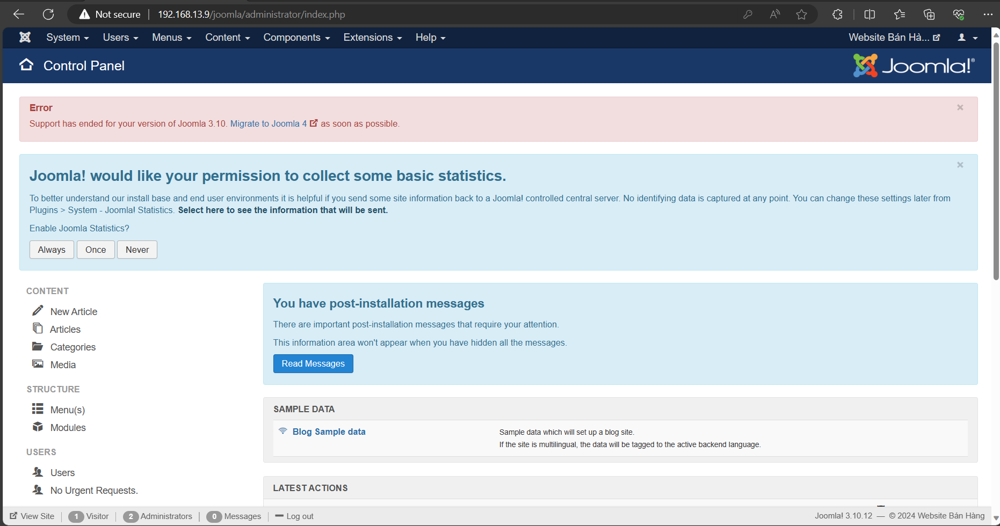 Not secure
192.168.13.9/joomla/administrator/index.php
System Users Menus Content Components Extensions Help Website Bán Hà...
Control Panel
Joomla!®
Error
Support has ended for your version of Joomla 3.10. Migrate to Joomla 4 as soon as possible.
Joomla! would like your permission to collect some basic statistics.
To better understand our install base and end user environments it is helpful if you send some site information back to a Joomla! controlled central server. No identifying data is captured at any point. You can change these settings later from
Plugins > System - Joomla! Statistics. Select here to see the information that will be sent.
Enable Joomla Statistics?
Always Once Never
CONTENT
New Article
Articles
Categories
Media
STRUCTURE
Menu(s)
Modules
USERS
Users
No Urgent Requests.
You have post-installation messages
There are important post-installation messages that require your attention.
This information area won't appear when you have hidden all the messages.
Read Messages
SAMPLE DATA
Blog Sample data
Sample data which will set up a blog site.
If the site is multilingual, the data will be tagged to the active backend language.
LATEST ACTIONS
View Site 1 Visitor 2 Administrators 0 Messages Log out
Joomla! 3.10.12 — © 2024 Website Bán Hàng